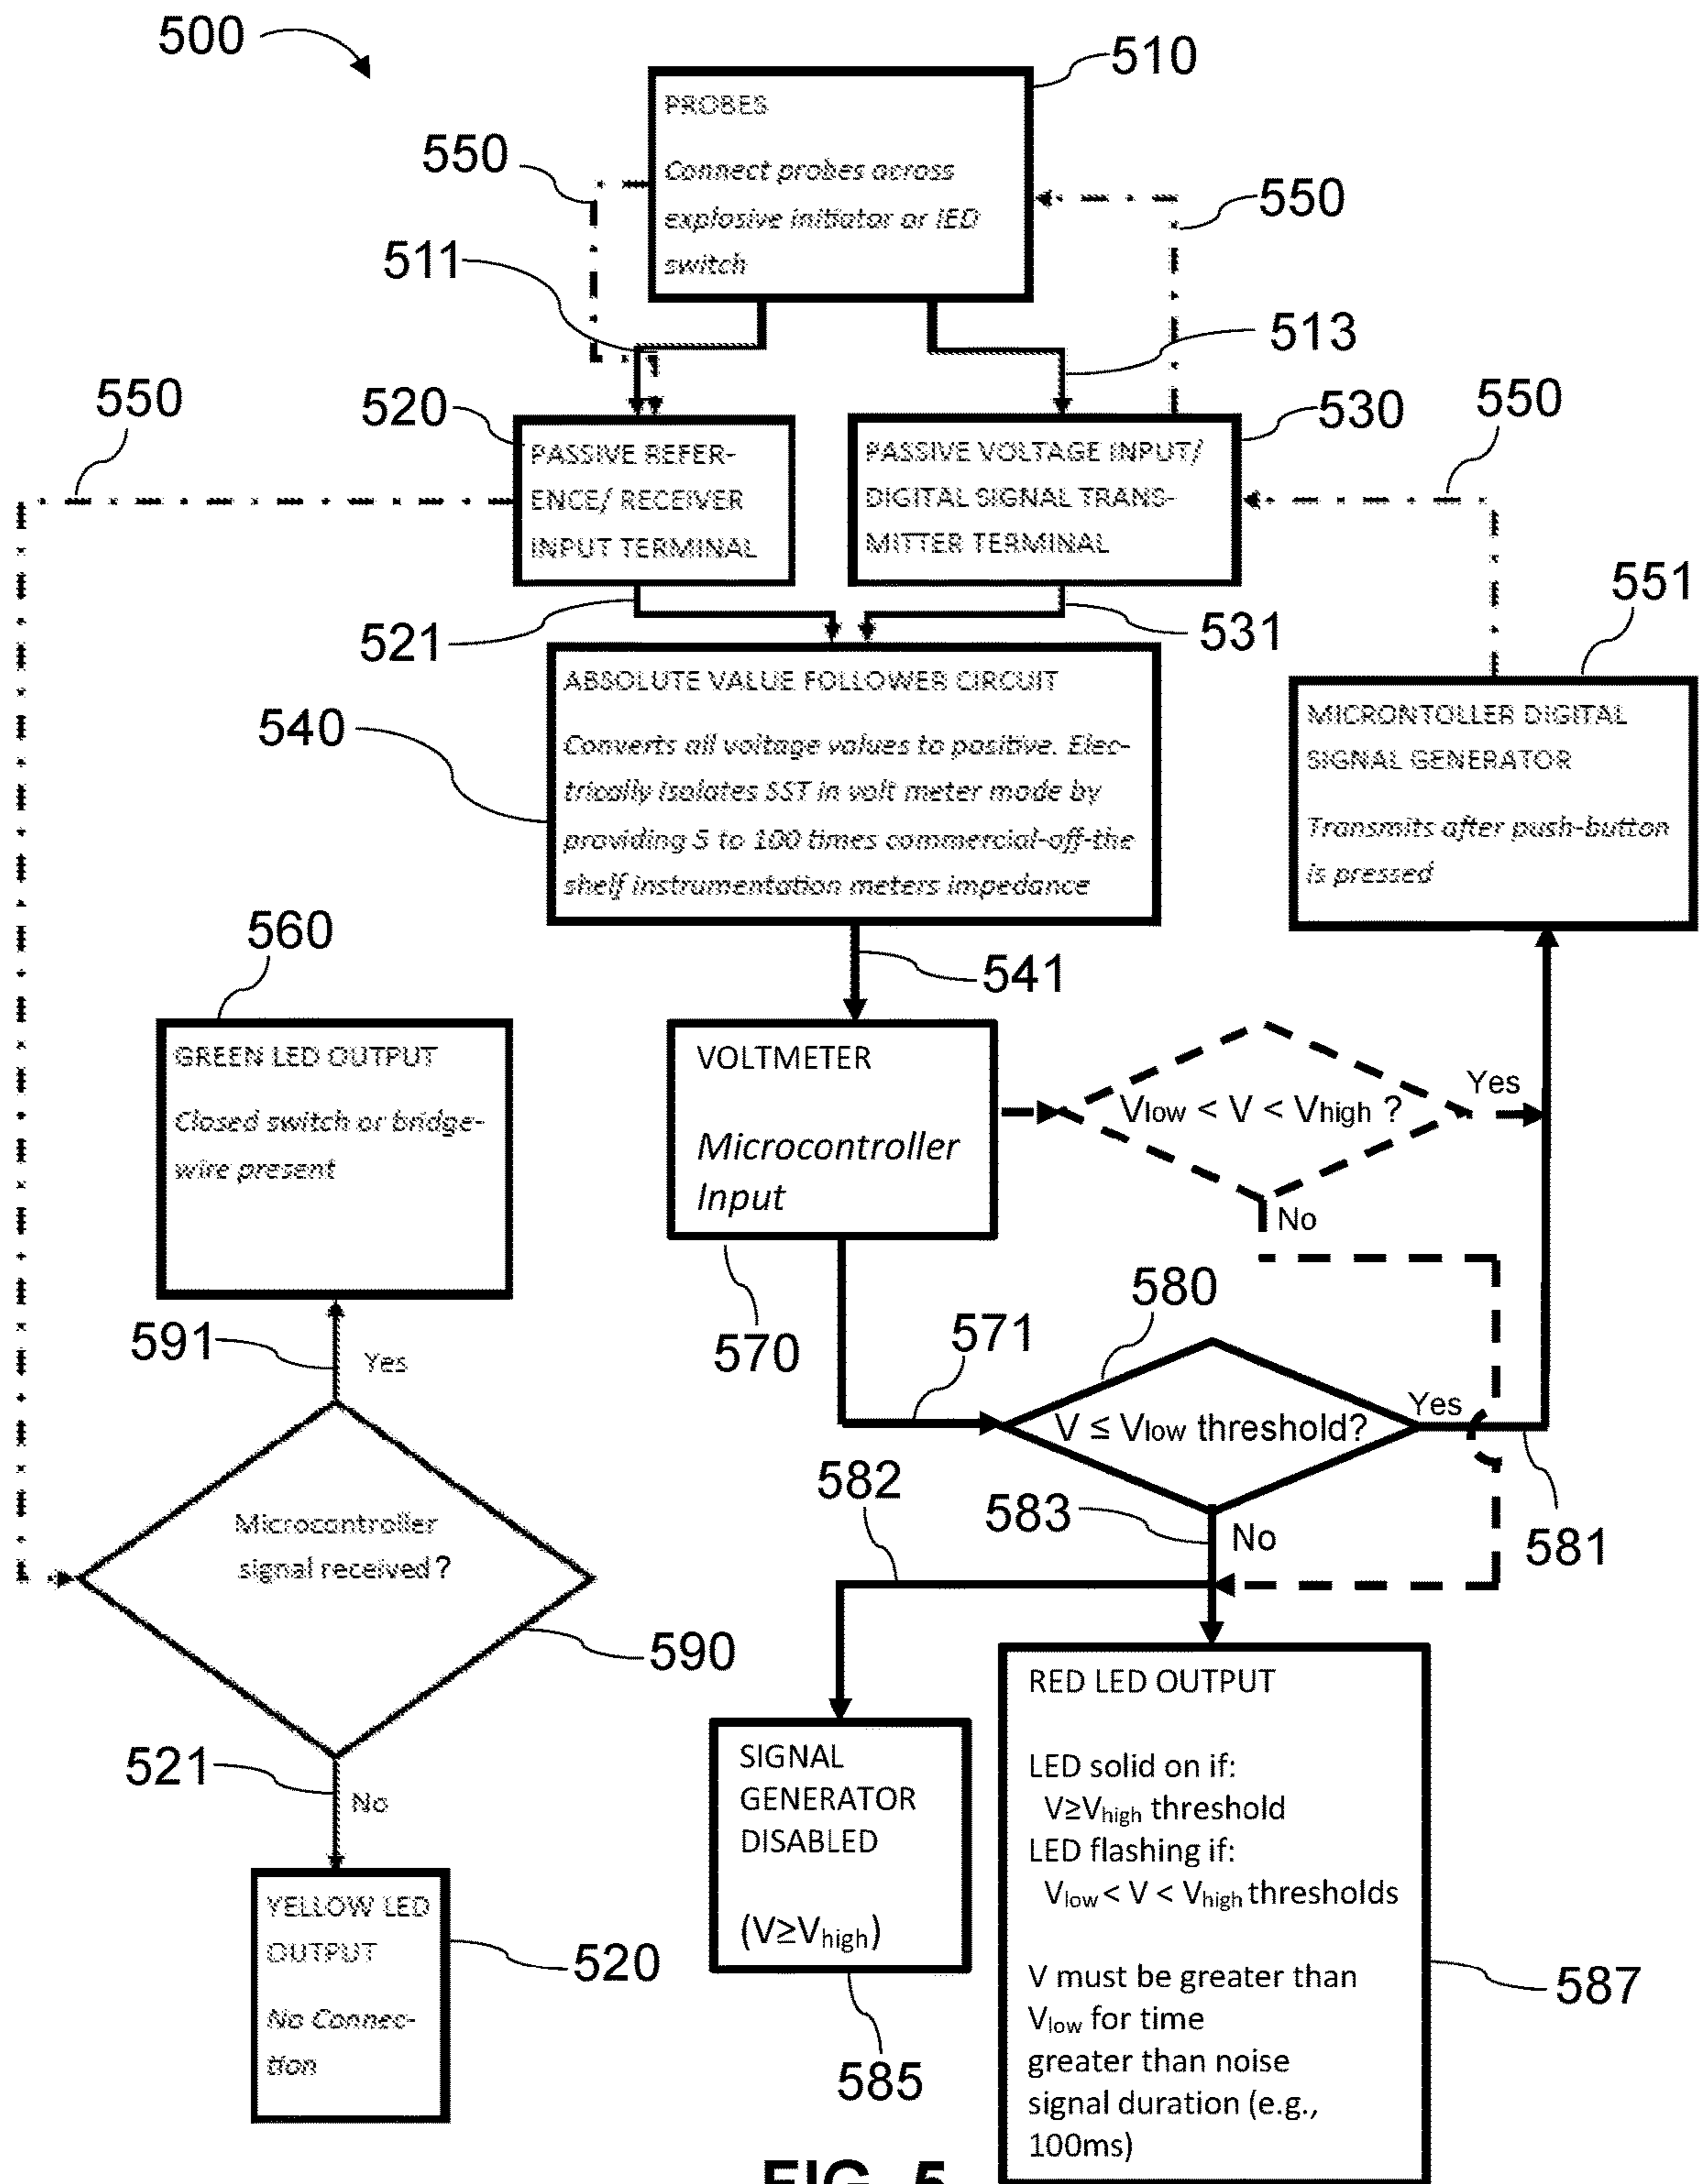 500
510
PROBES
Connect probes across
explosive initiator or IED
switch
550
550
511
513
550
520
530
550
PASSIVE REFER-
ENCE/ RECEIVER
INPUT TERMINAL
PASSIVE VOLTAGE INPUT/
DIGITAL SIGNAL TRANS-
MITTER TERMINAL
521
531
551
ABSOLUTE VALUE FOLLOWER CIRCUIT
Converts all voltage values to positive. Elec-
trically isolates SST in volt meter mode by
providing 5 to 100 times commercial-off-the
shelf instrumentation meters impedance
540
MICRONTOLLER DIGITAL
SIGNAL GENERATOR
Transmits after push-button
is pressed
541
560
GREEN LED OUTPUT
Closed switch or bridge-
wire present
VOLTMETER
Microcontroller
Input
Vlow < V < Vhigh ?
Yes
No
570
571
580
591
Yes
V ≤ Vlow threshold?
Yes
582
583
No
581
Microcontroller
signal received?
590
521
No
YELLOW LED
OUTPUT
No Connec-
tion
520
SIGNAL
GENERATOR
DISABLED
(V≥Vhigh)
585
RED LED OUTPUT
LED solid on if:
V≥Vhigh threshold
LED flashing if:
Vlow < V < Vhigh thresholds
V must be greater than
Vlow for time
greater than noise
signal duration (e.g.,
100ms)
587
FIG. 5